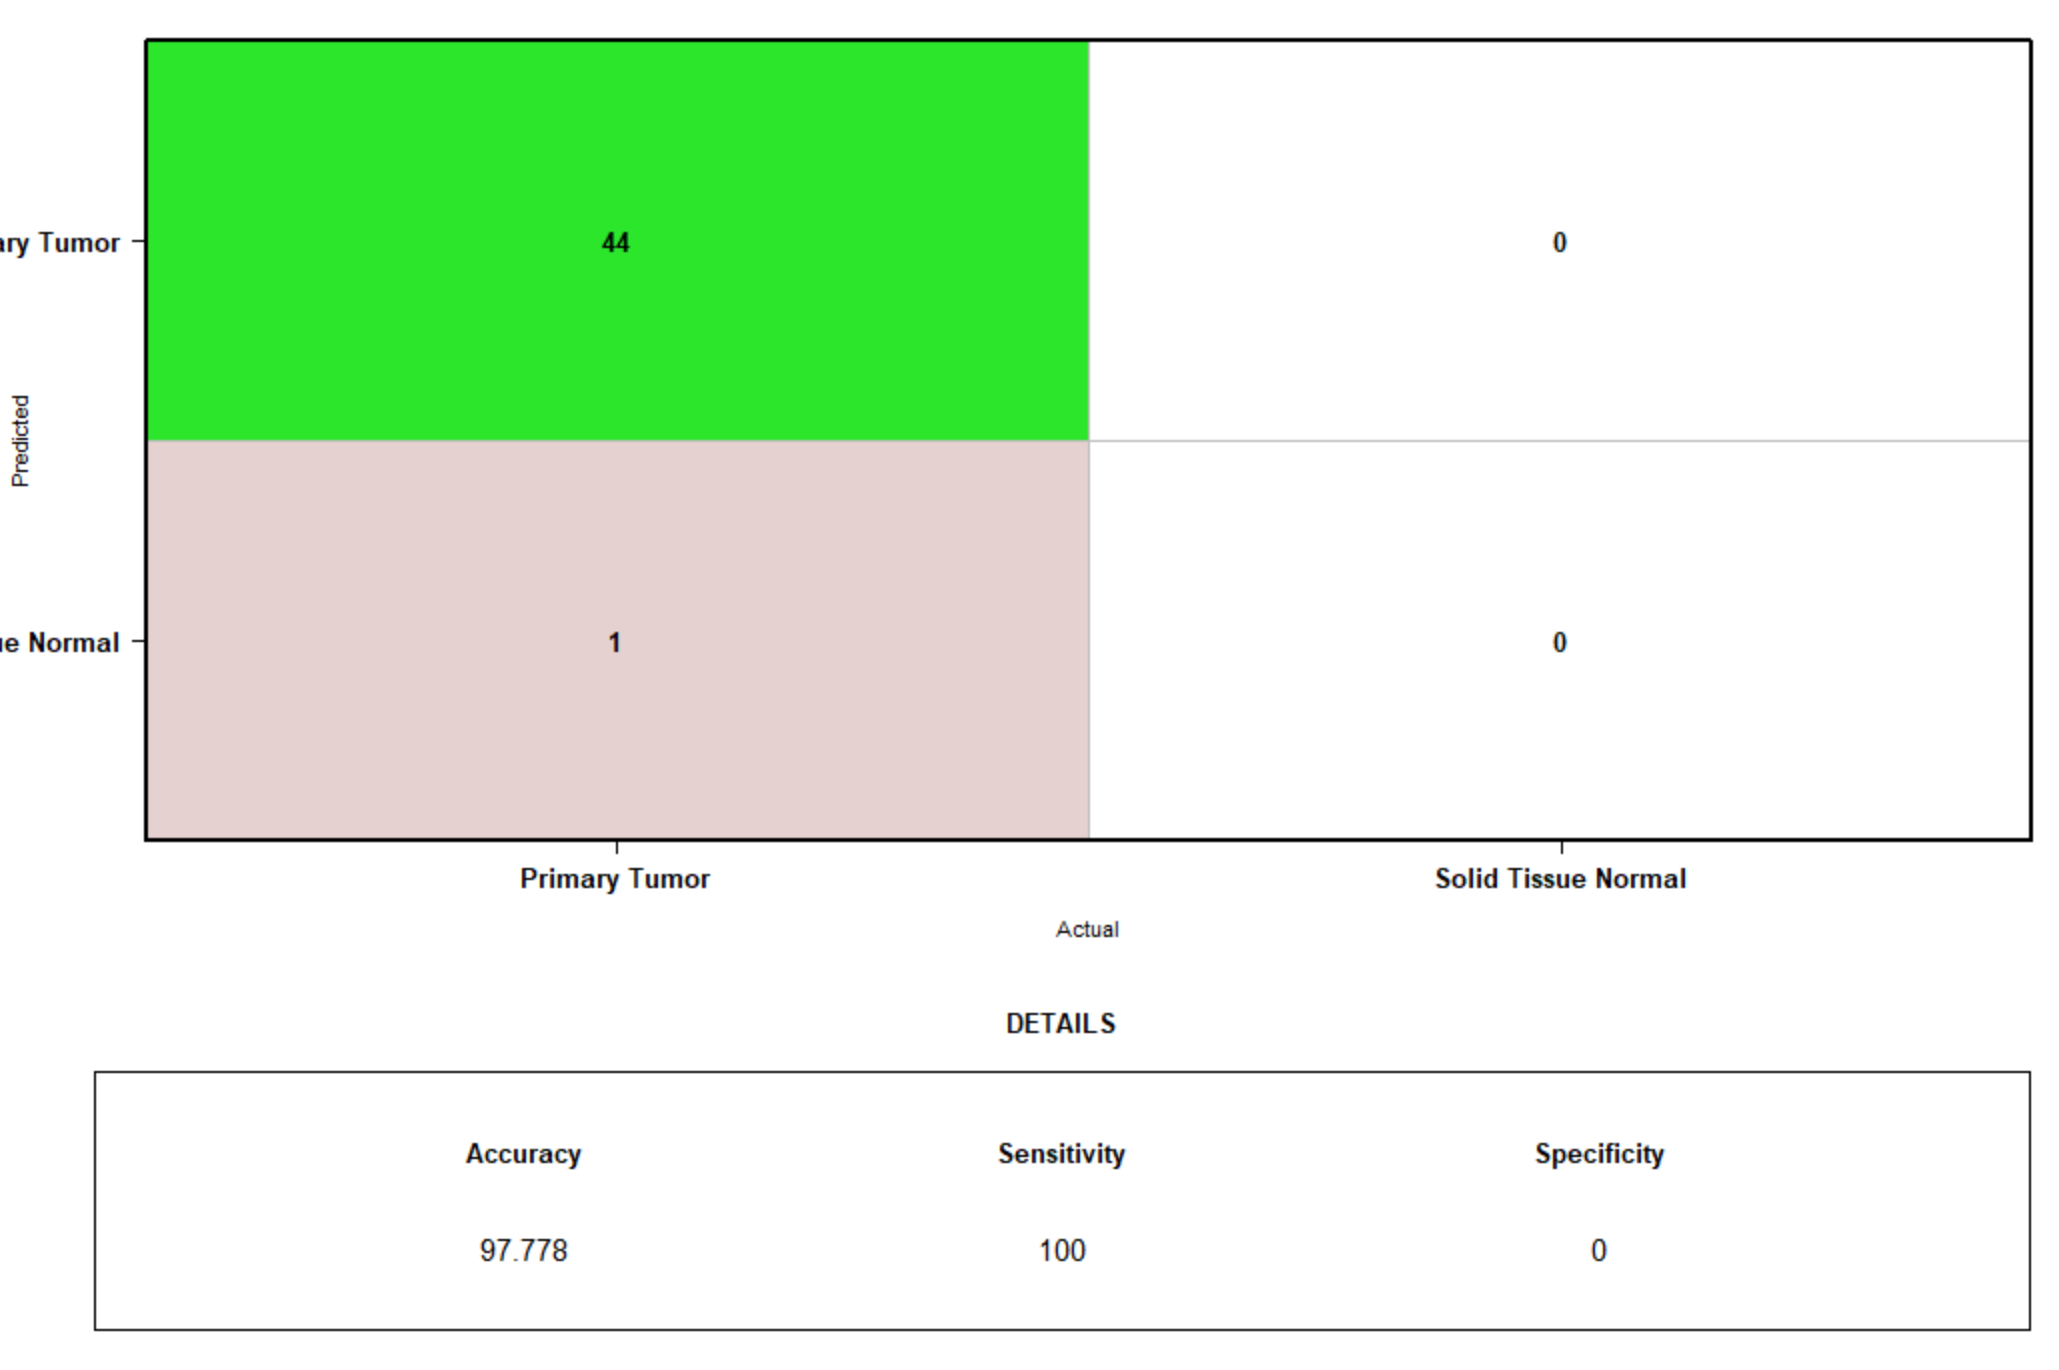 44
0
ary Tumor
Predicted
1
0
ue Normal
Primary Tumor
Solid Tissue Normal
Actual
DETAILS
Accuracy
Sensitivity
Specificity
97.778
100
0